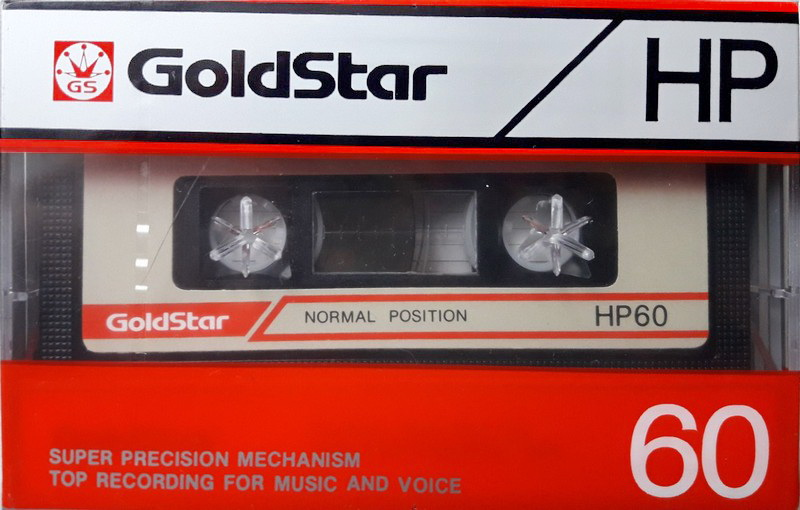 GS GoldStar HP
GoldStar NORMAL POSITION HP60
60
SUPER PRECISION MECHANISM
TOP RECORDING FOR MUSIC AND VOICE